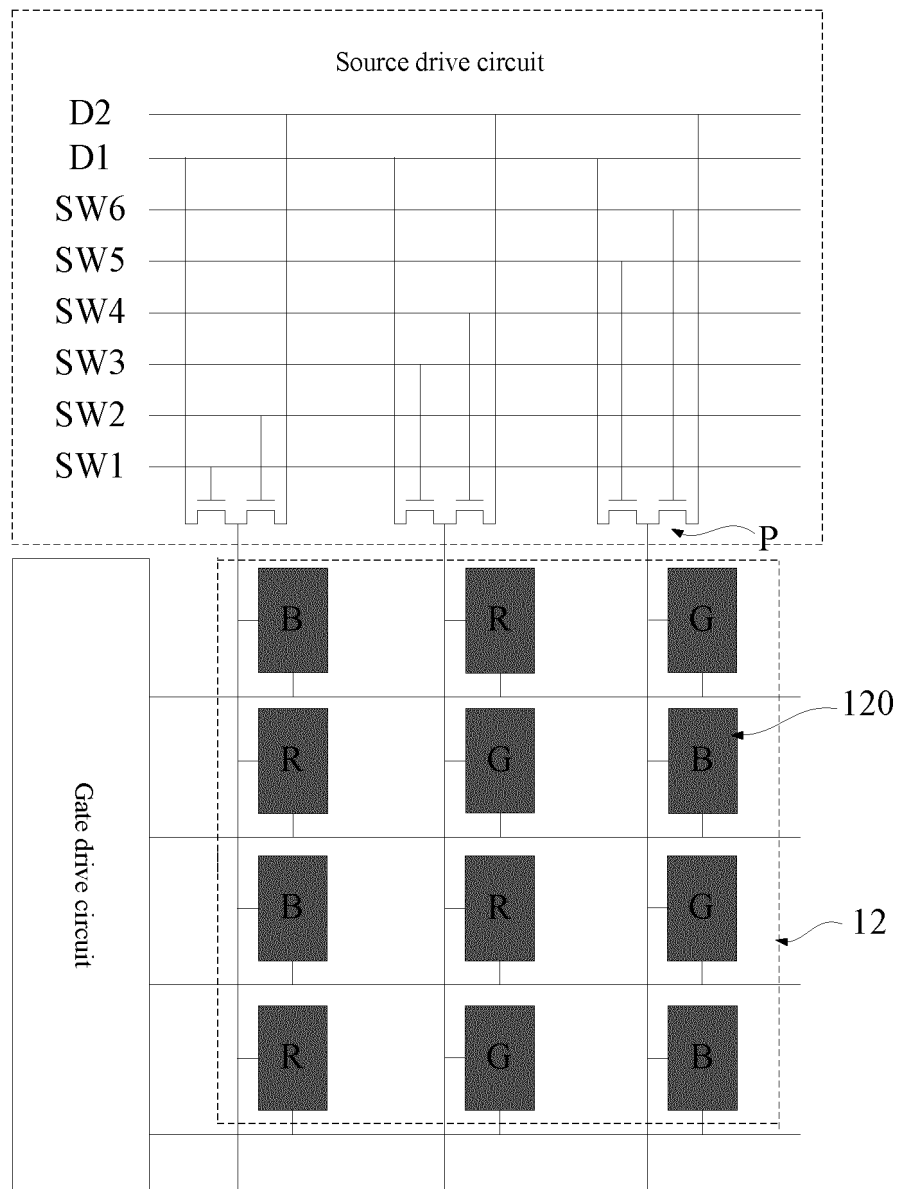 Source drive circuit
D2
D1
SW6
SW5
SW4
SW3
SW2
SW1
P
B R G
120
R G B
Gate drive circuit
B R G
12
R G B